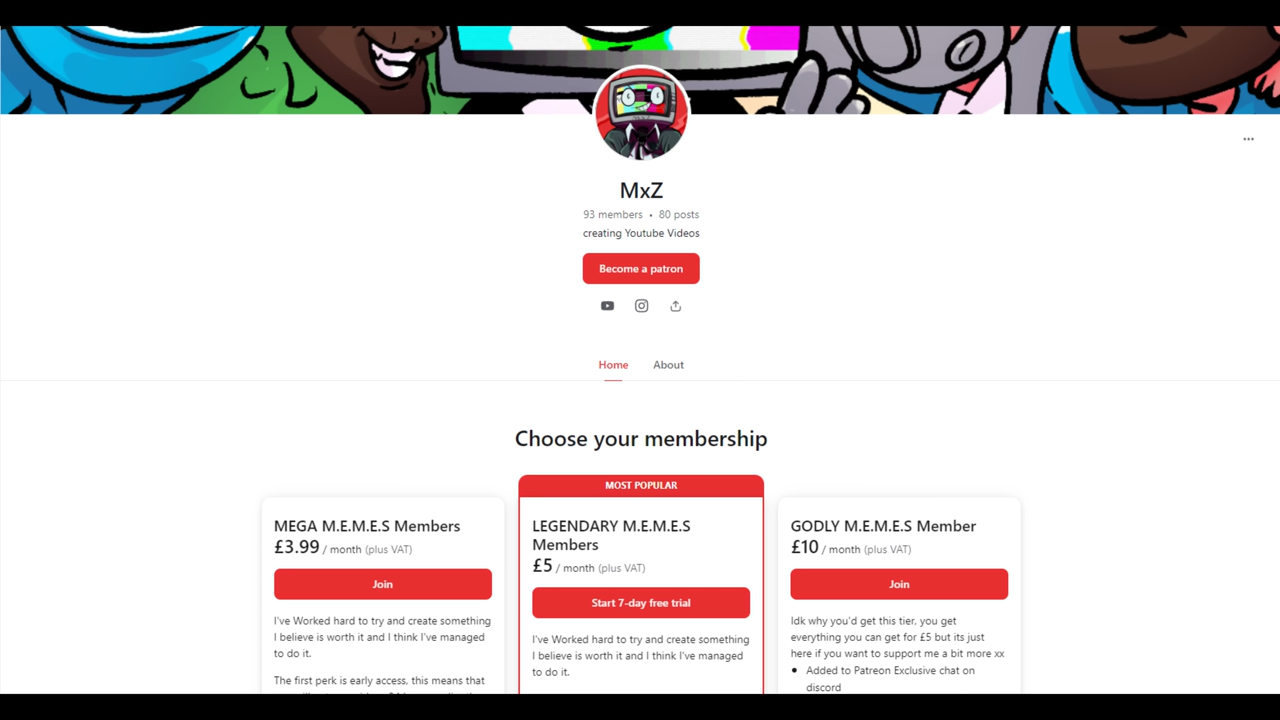 MxZ
93 members • 80 posts
creating Youtube Videos
Become a patron
Home
About
Choose your membership
MEGA M.E.M.E.S Members
£3.99 / month (plus VAT)
Join
I've Worked hard to try and create something
I believe is worth it and I think I've managed
to do it.
The first perk is early access, this means that
MOST POPULAR
LEGENDARY M.E.M.E.S
Members
£5 / month (plus VAT)
Start 7-day free trial
I've Worked hard to try and create something
I believe is worth it and I think I've managed
to do it.
GODLY M.E.M.E.S Member
£10 / month (plus VAT)
Join
Idk why you'd get this tier, you get
everything you can get for £5 but its just
here if you want to support me a bit more xx
• Added to Patreon Exclusive chat on
discord